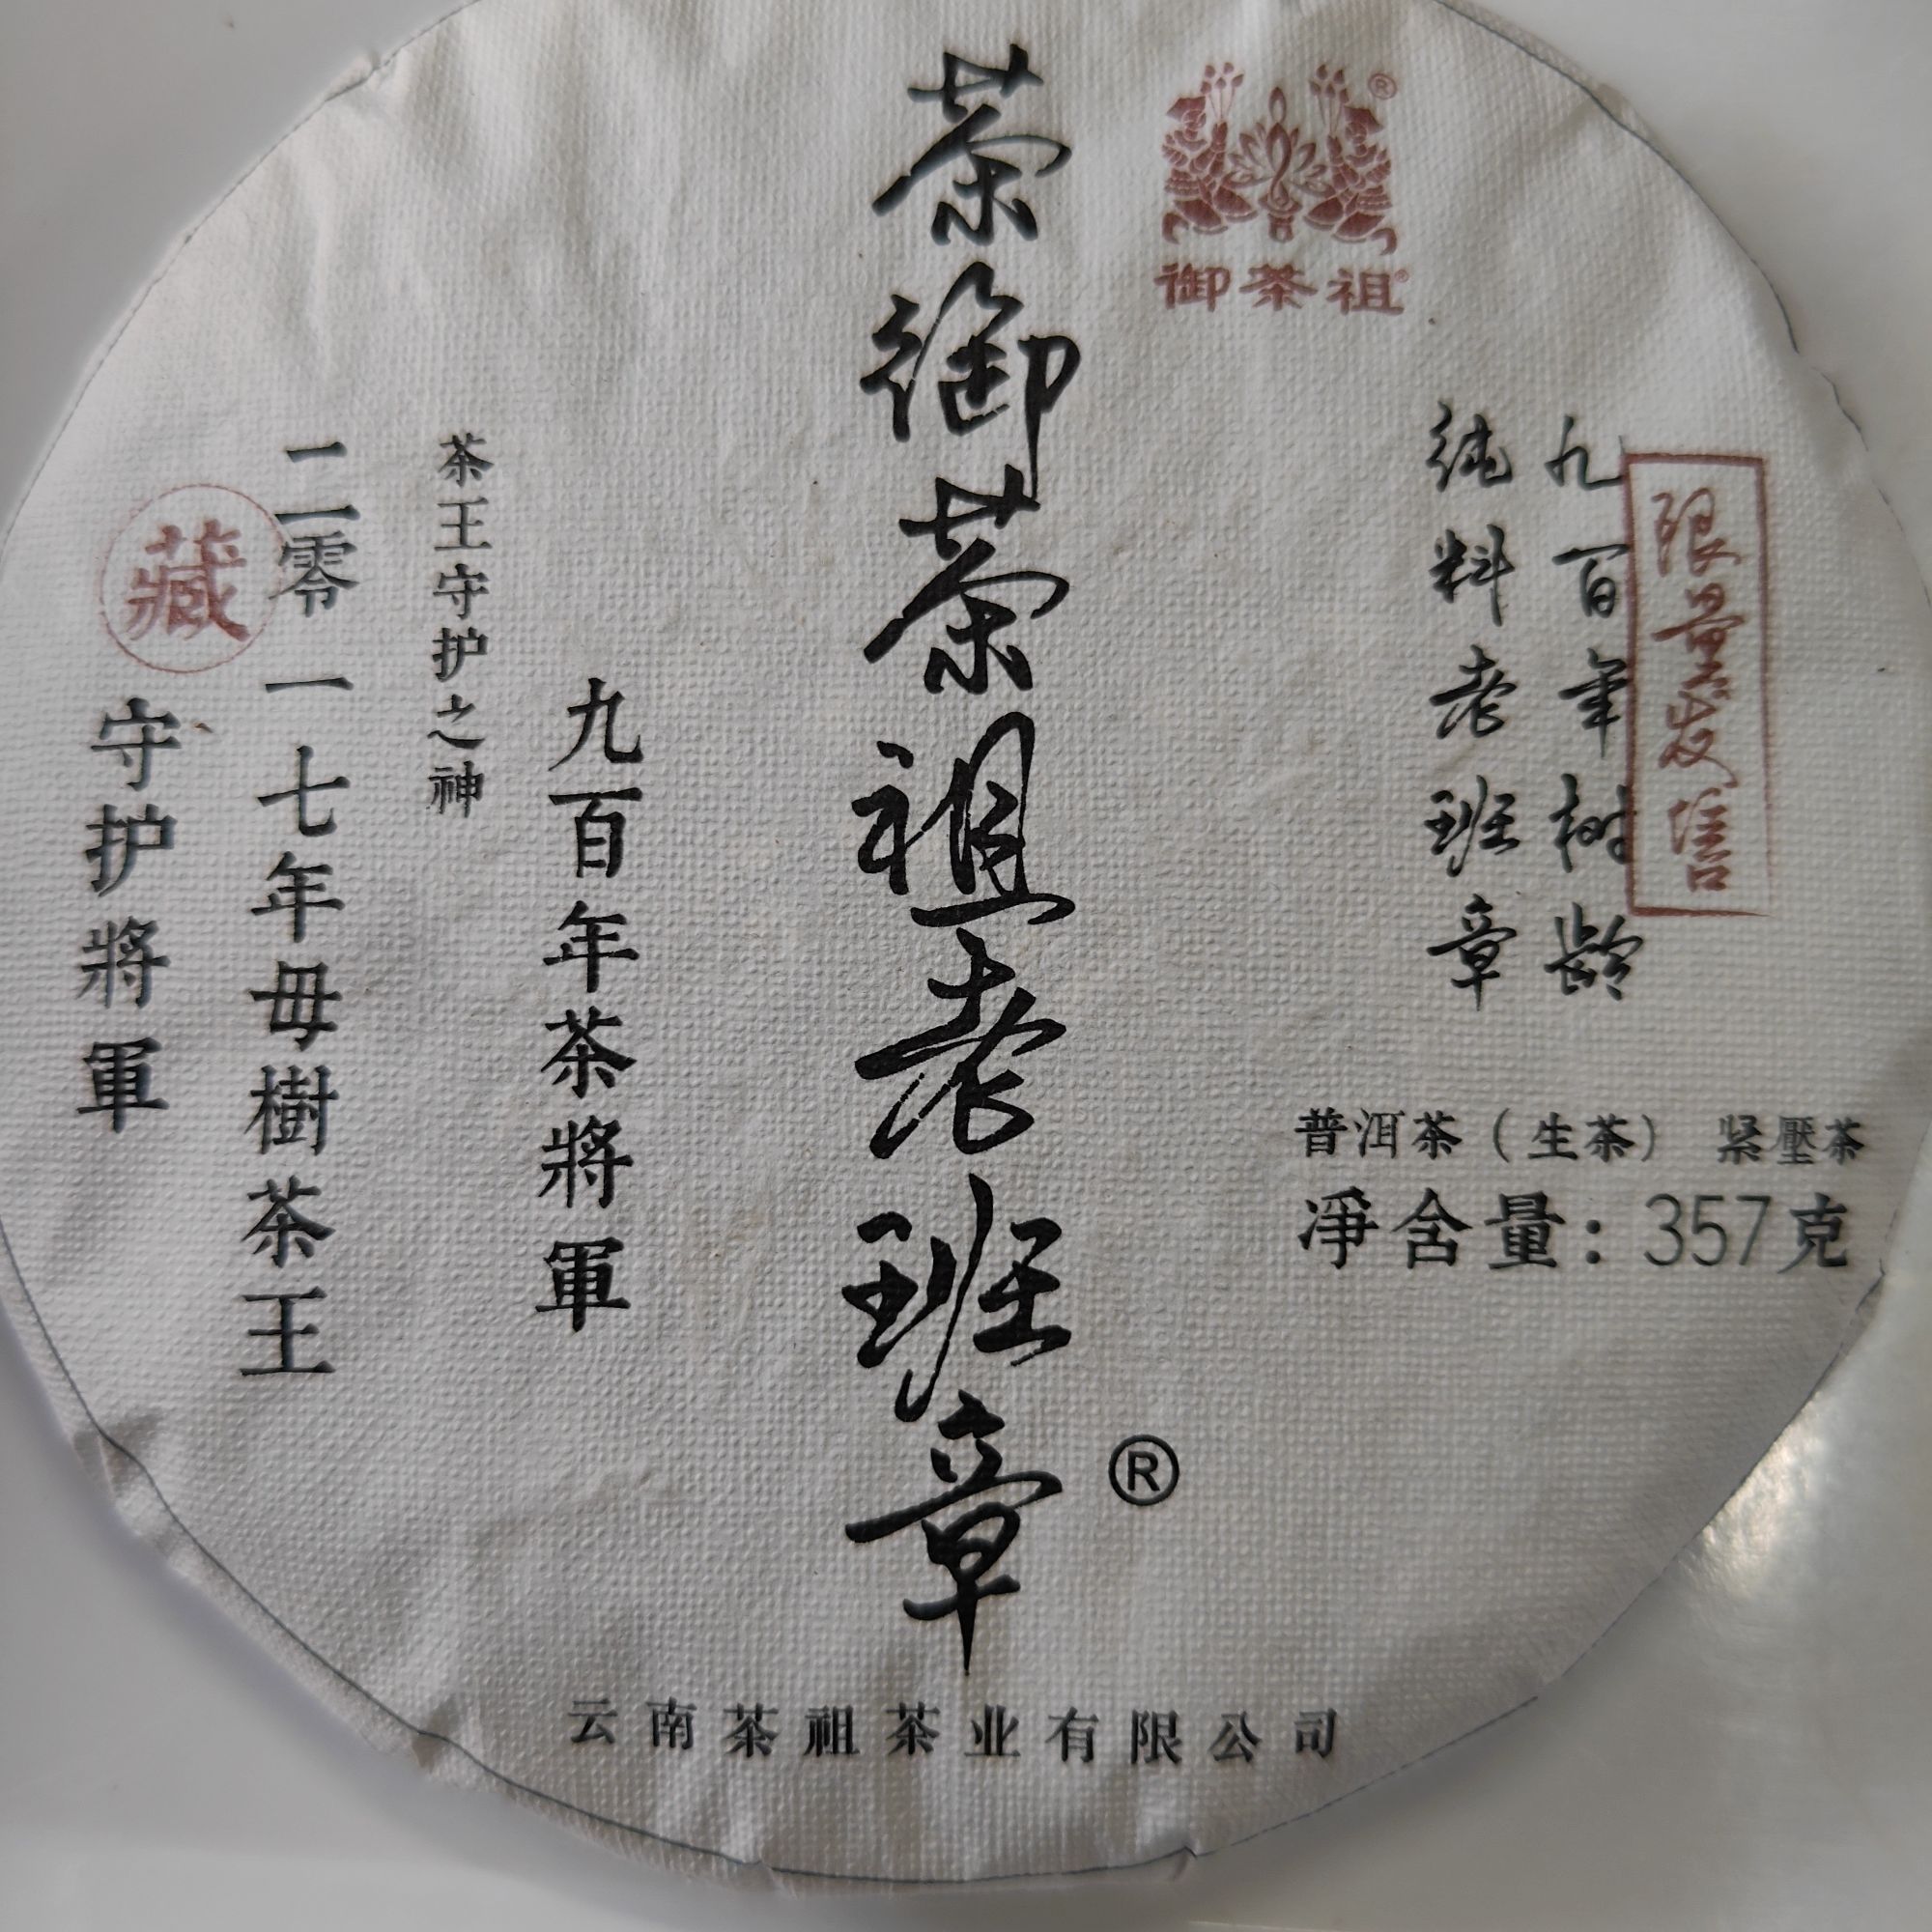 御茶祖®
限量发售
九百年树龄
纯料老班章
普洱茶（生茶） 紧壓茶
凈含量：357克
茶御茶祖老班章®
九百年茶將軍
茶王守护之神
二零一七年毋樹茶王
藏
守护將軍
云南茶祖茶业有限公司